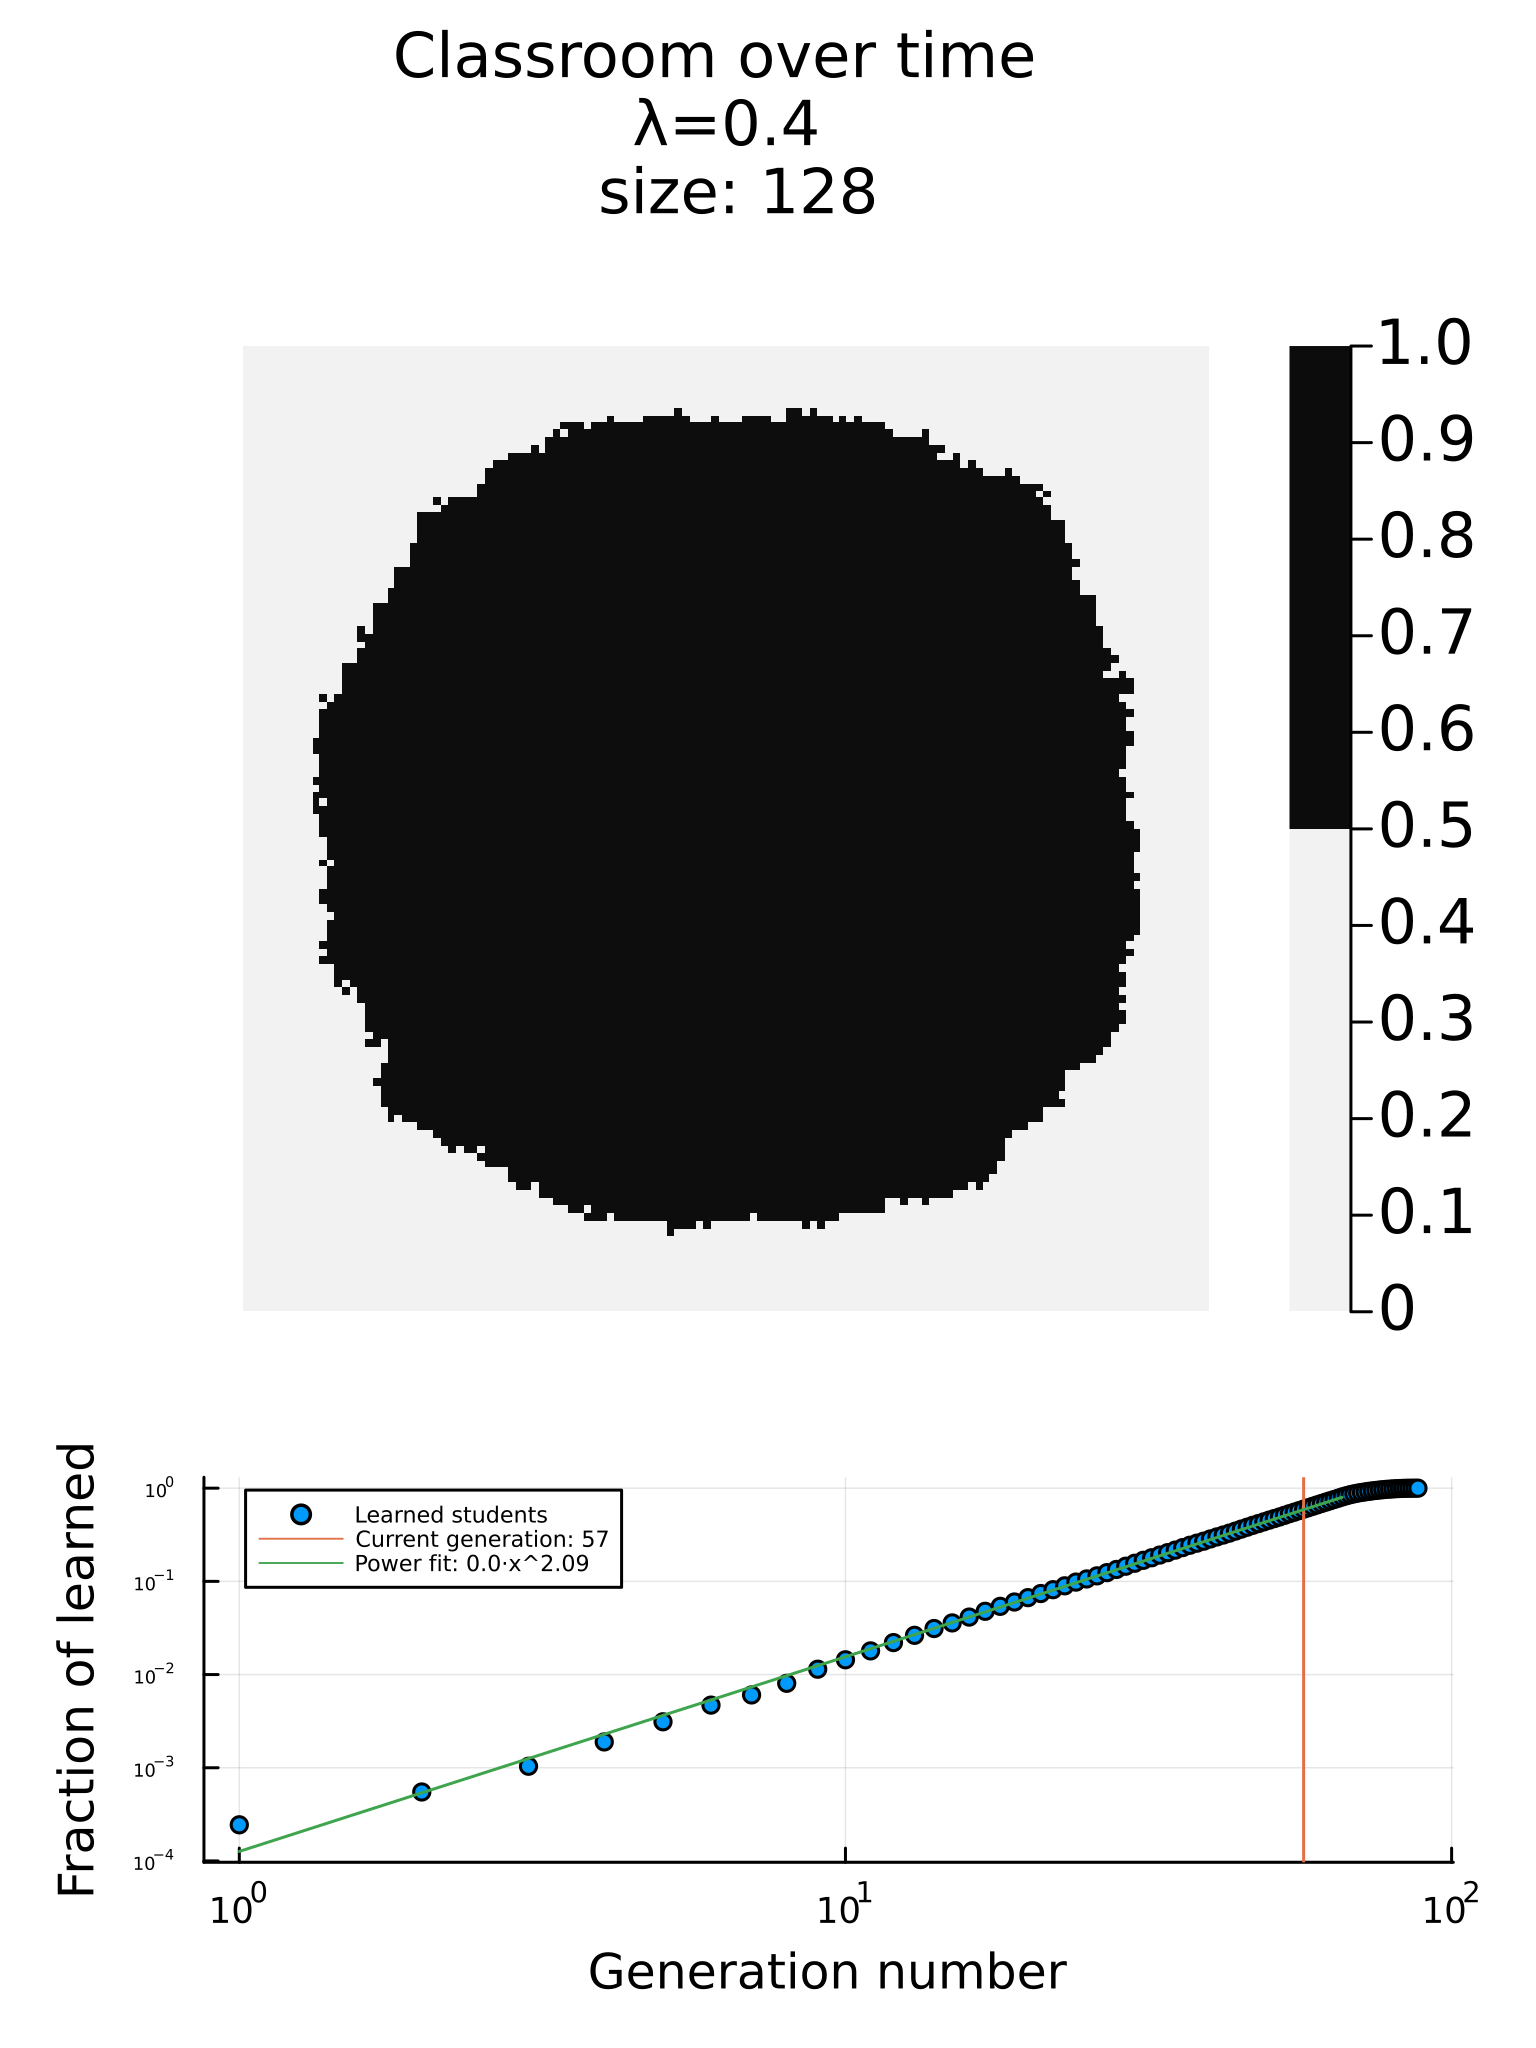 Classroom over time
λ=0.4
size: 128
1.0
0.9
0.8
0.7
0.6
0.5
0.4
0.3
0.2
0.1
0
Fraction of learned
10^0
10^-1
10^-2
10^-3
10^-4
Learned students
Current generation: 57
Power fit: 0.0·x^2.09
10^0 10^1 10^2
Generation number